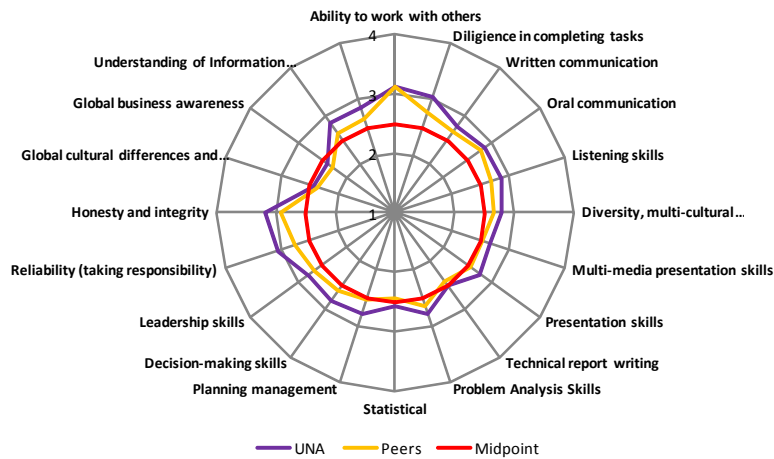 Ability to work with others
Diligience in completing tasks
Written communication
Oral communication
Listening skills
Diversity, multi-cultural...
Multi-media presentation skills
Presentation skills
Technical report writing
Problem Analysis Skills
Statistical
Planning management
Decision-making skills
Leadership skills
Reliability (taking responsibility)
Honesty and integrity
Global cultural differences and...
Global business awareness
Understanding of Information...
4
3
2
1
UNA
Peers
Midpoint